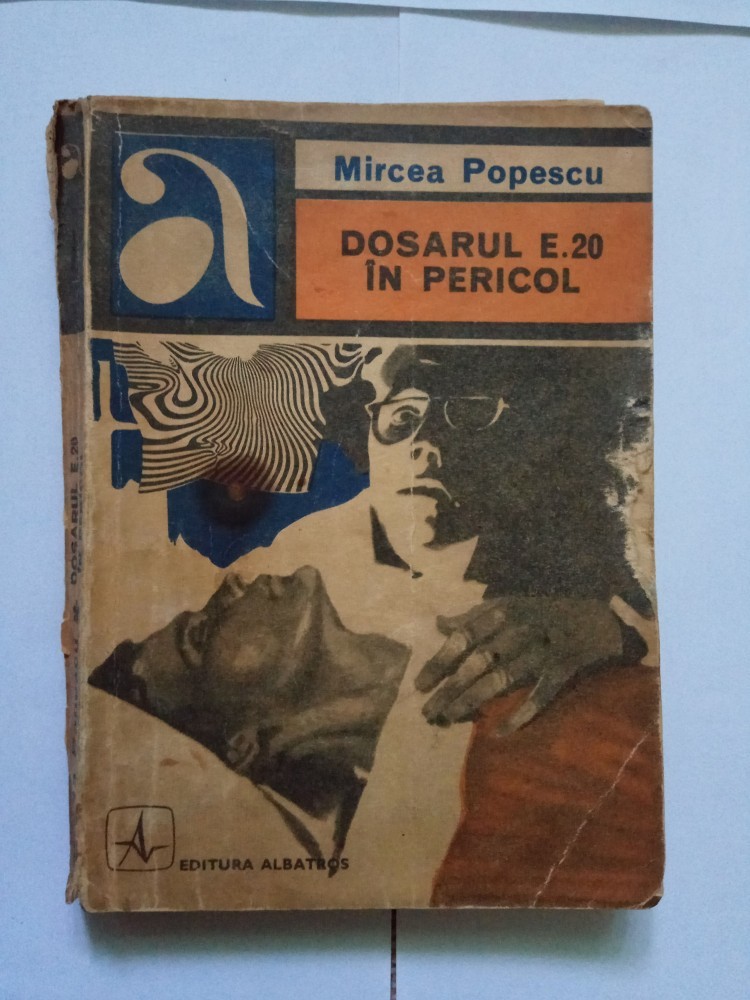 a
Mircea Popescu
DOSARUL E.20
ÎN PERICOL
EDITURA ALBATROS
DOSARUL E.20